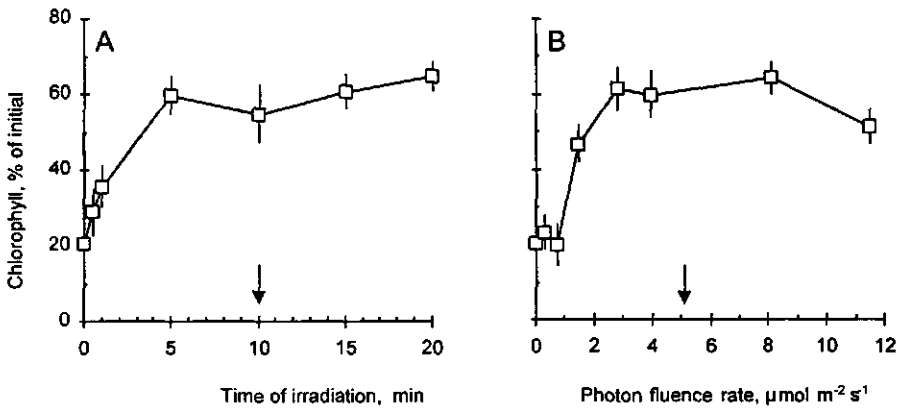 A
B
Chlorophyll, % of initial
80
60
40
20
0
0 5 10 15 20
0 2 4 6 8 10 12
Time of irradiation, min
Photon fluence rate, µmol m⁻² s⁻¹